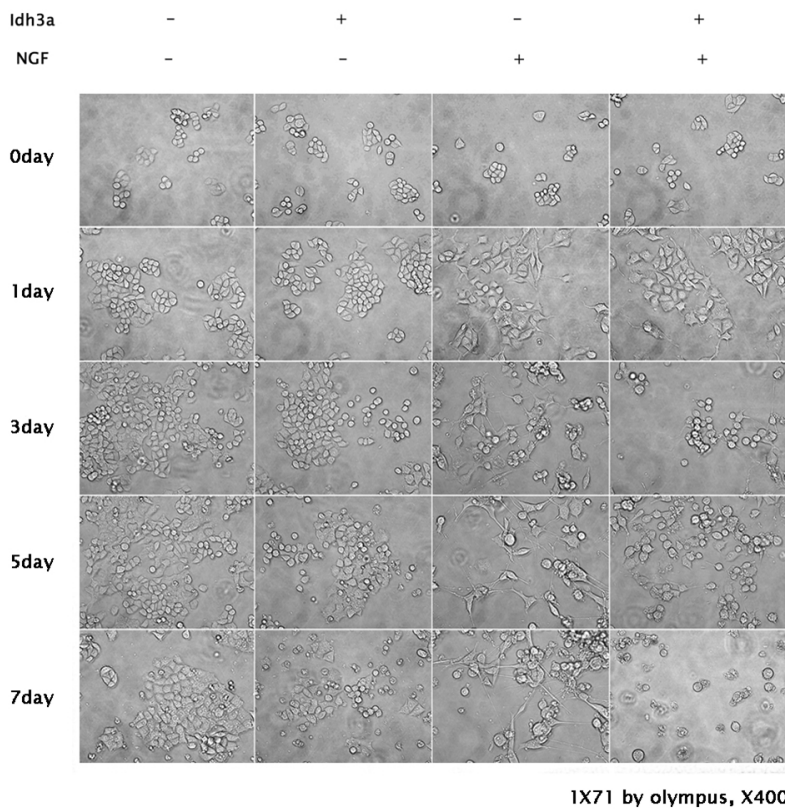 Idh3a - + - +
NGF - - + +
0day
1day
3day
5day
7day
1X71 by olympus, X400